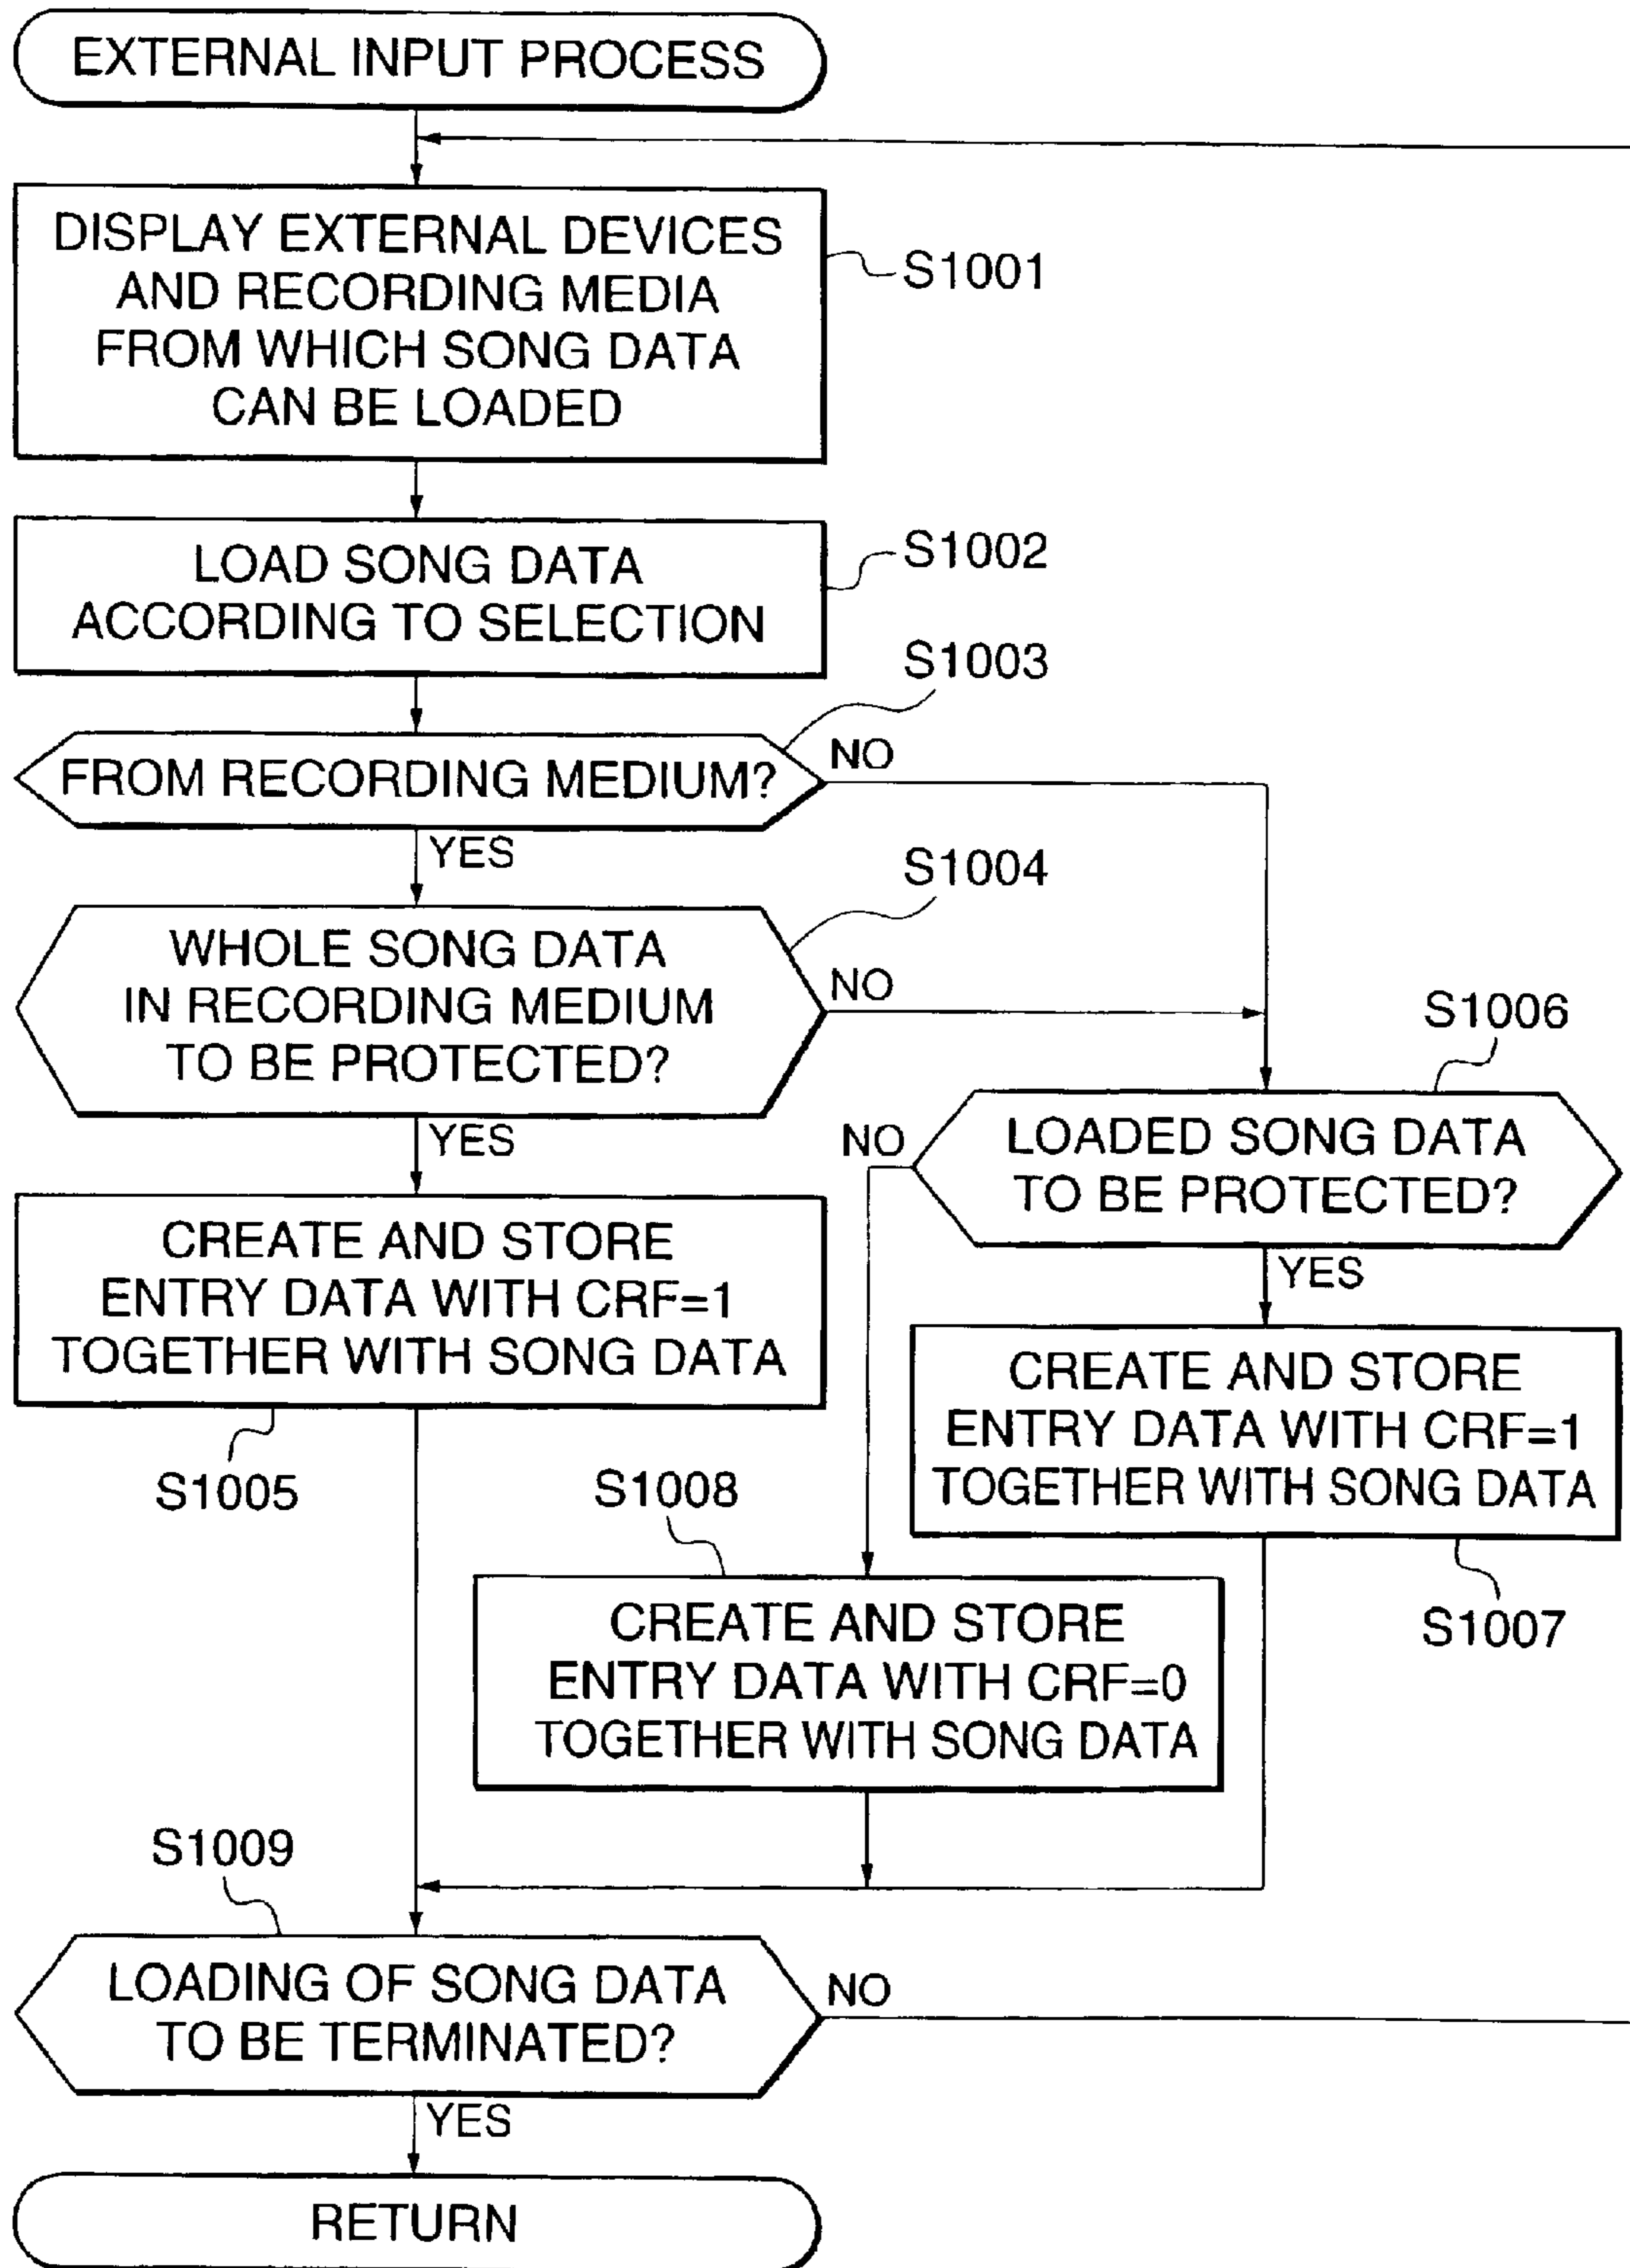 EXTERNAL INPUT PROCESS
DISPLAY EXTERNAL DEVICES
AND RECORDING MEDIA
FROM WHICH SONG DATA
CAN BE LOADED
S1001
LOAD SONG DATA
ACCORDING TO SELECTION
S1002
S1003
FROM RECORDING MEDIUM?
NO
YES
S1004
WHOLE SONG DATA
IN RECORDING MEDIUM
TO BE PROTECTED?
NO
YES
S1006
LOADED SONG DATA
TO BE PROTECTED?
NO
YES
CREATE AND STORE
ENTRY DATA WITH CRF=1
TOGETHER WITH SONG DATA
S1005
CREATE AND STORE
ENTRY DATA WITH CRF=1
TOGETHER WITH SONG DATA
S1007
S1008
CREATE AND STORE
ENTRY DATA WITH CRF=0
TOGETHER WITH SONG DATA
S1009
LOADING OF SONG DATA
TO BE TERMINATED?
NO
YES
RETURN